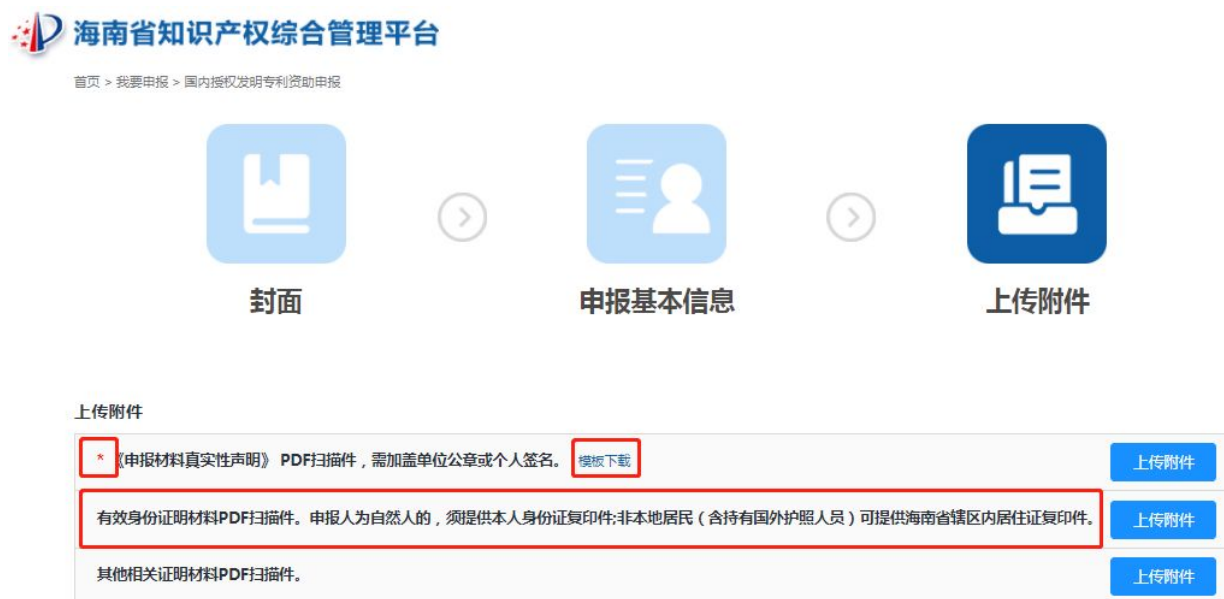 海南省知识产权综合管理平台
首页 > 我要申报 > 国内授权发明专利资助申报
封面
申报基本信息
上传附件
上传附件
* 《申报材料真实性声明》 PDF扫描件，需加盖单位公章或个人签名。 模板下载 上传附件
有效身份证明材料PDF扫描件。申报人为自然人的，须提供本人身份证复印件;非本地居民（含持有国外护照人员）可提供海南省辖区内居住证复印件。 上传附件
其他相关证明材料PDF扫描件。 上传附件